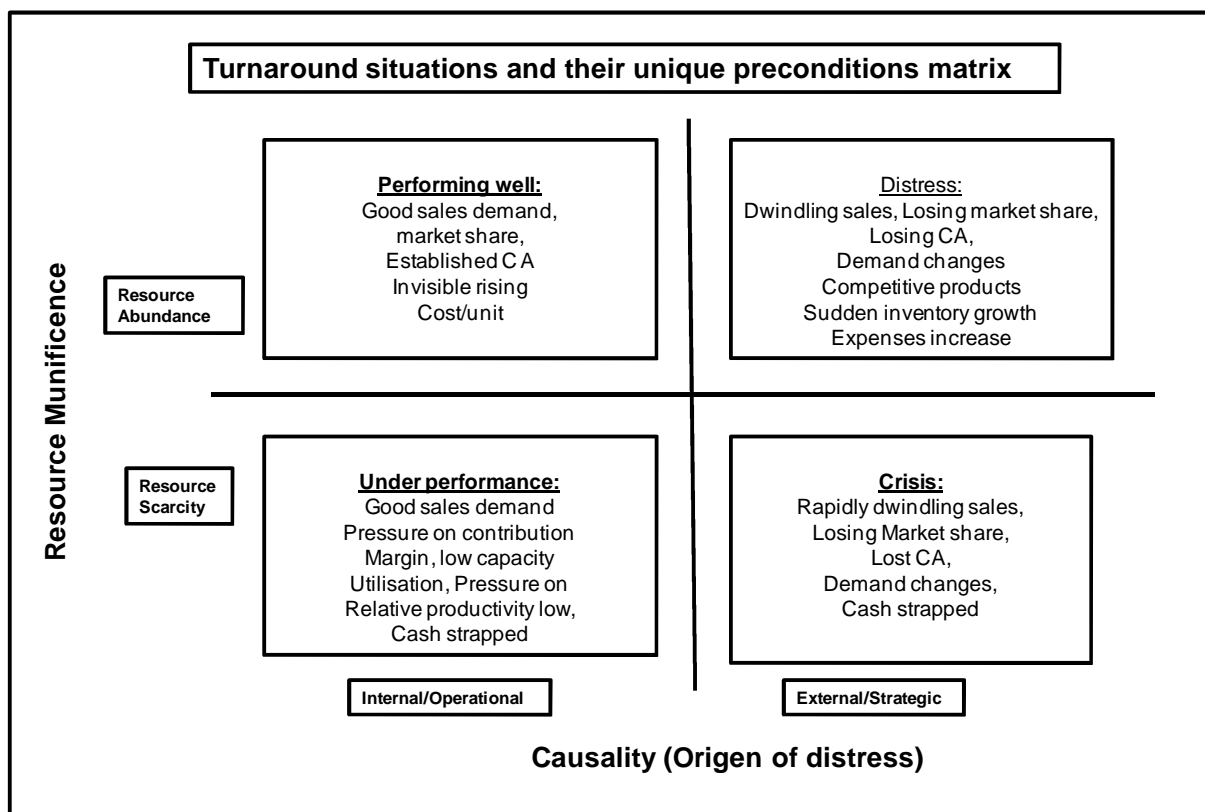 Turnaround situations and their unique preconditions matrix
Performing well:
Good sales demand,
market share,
Established C A
Invisible rising
Cost/unit
Distress:
Dwindling sales, Losing market share,
Losing CA,
Demand changes
Competitive products
Sudden inventory growth
Expenses increase
Resource Munificence
Resource
Abundance
Resource
Scarcity
Under performance:
Good sales demand
Pressure on contribution
Margin, low capacity
Utilisation, Pressure on
Relative productivity low,
Cash strapped
Crisis:
Rapidly dwindling sales,
Losing Market share,
Lost CA,
Demand changes,
Cash strapped
Internal/Operational
External/Strategic
Causality (Origen of distress)